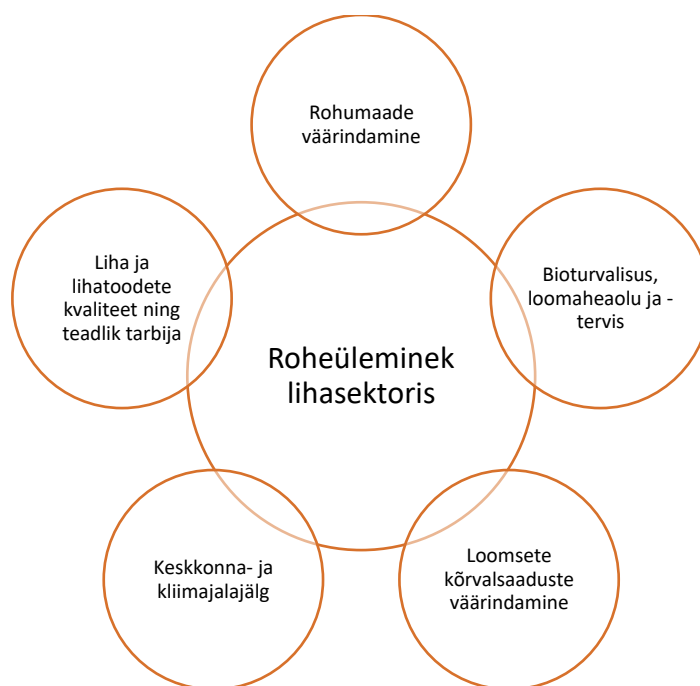 Rohumaade
väärindamine
Liha ja
lihatoodete
kvaliteet ning
teadlik tarbija
Bioturvalisus,
loomaheaolu ja -
tervis
Roheüleminek
lihasektoris
Keskkonna- ja
kliimajalajälg
Loomsete
kõrvalsaaduste
väärindamine